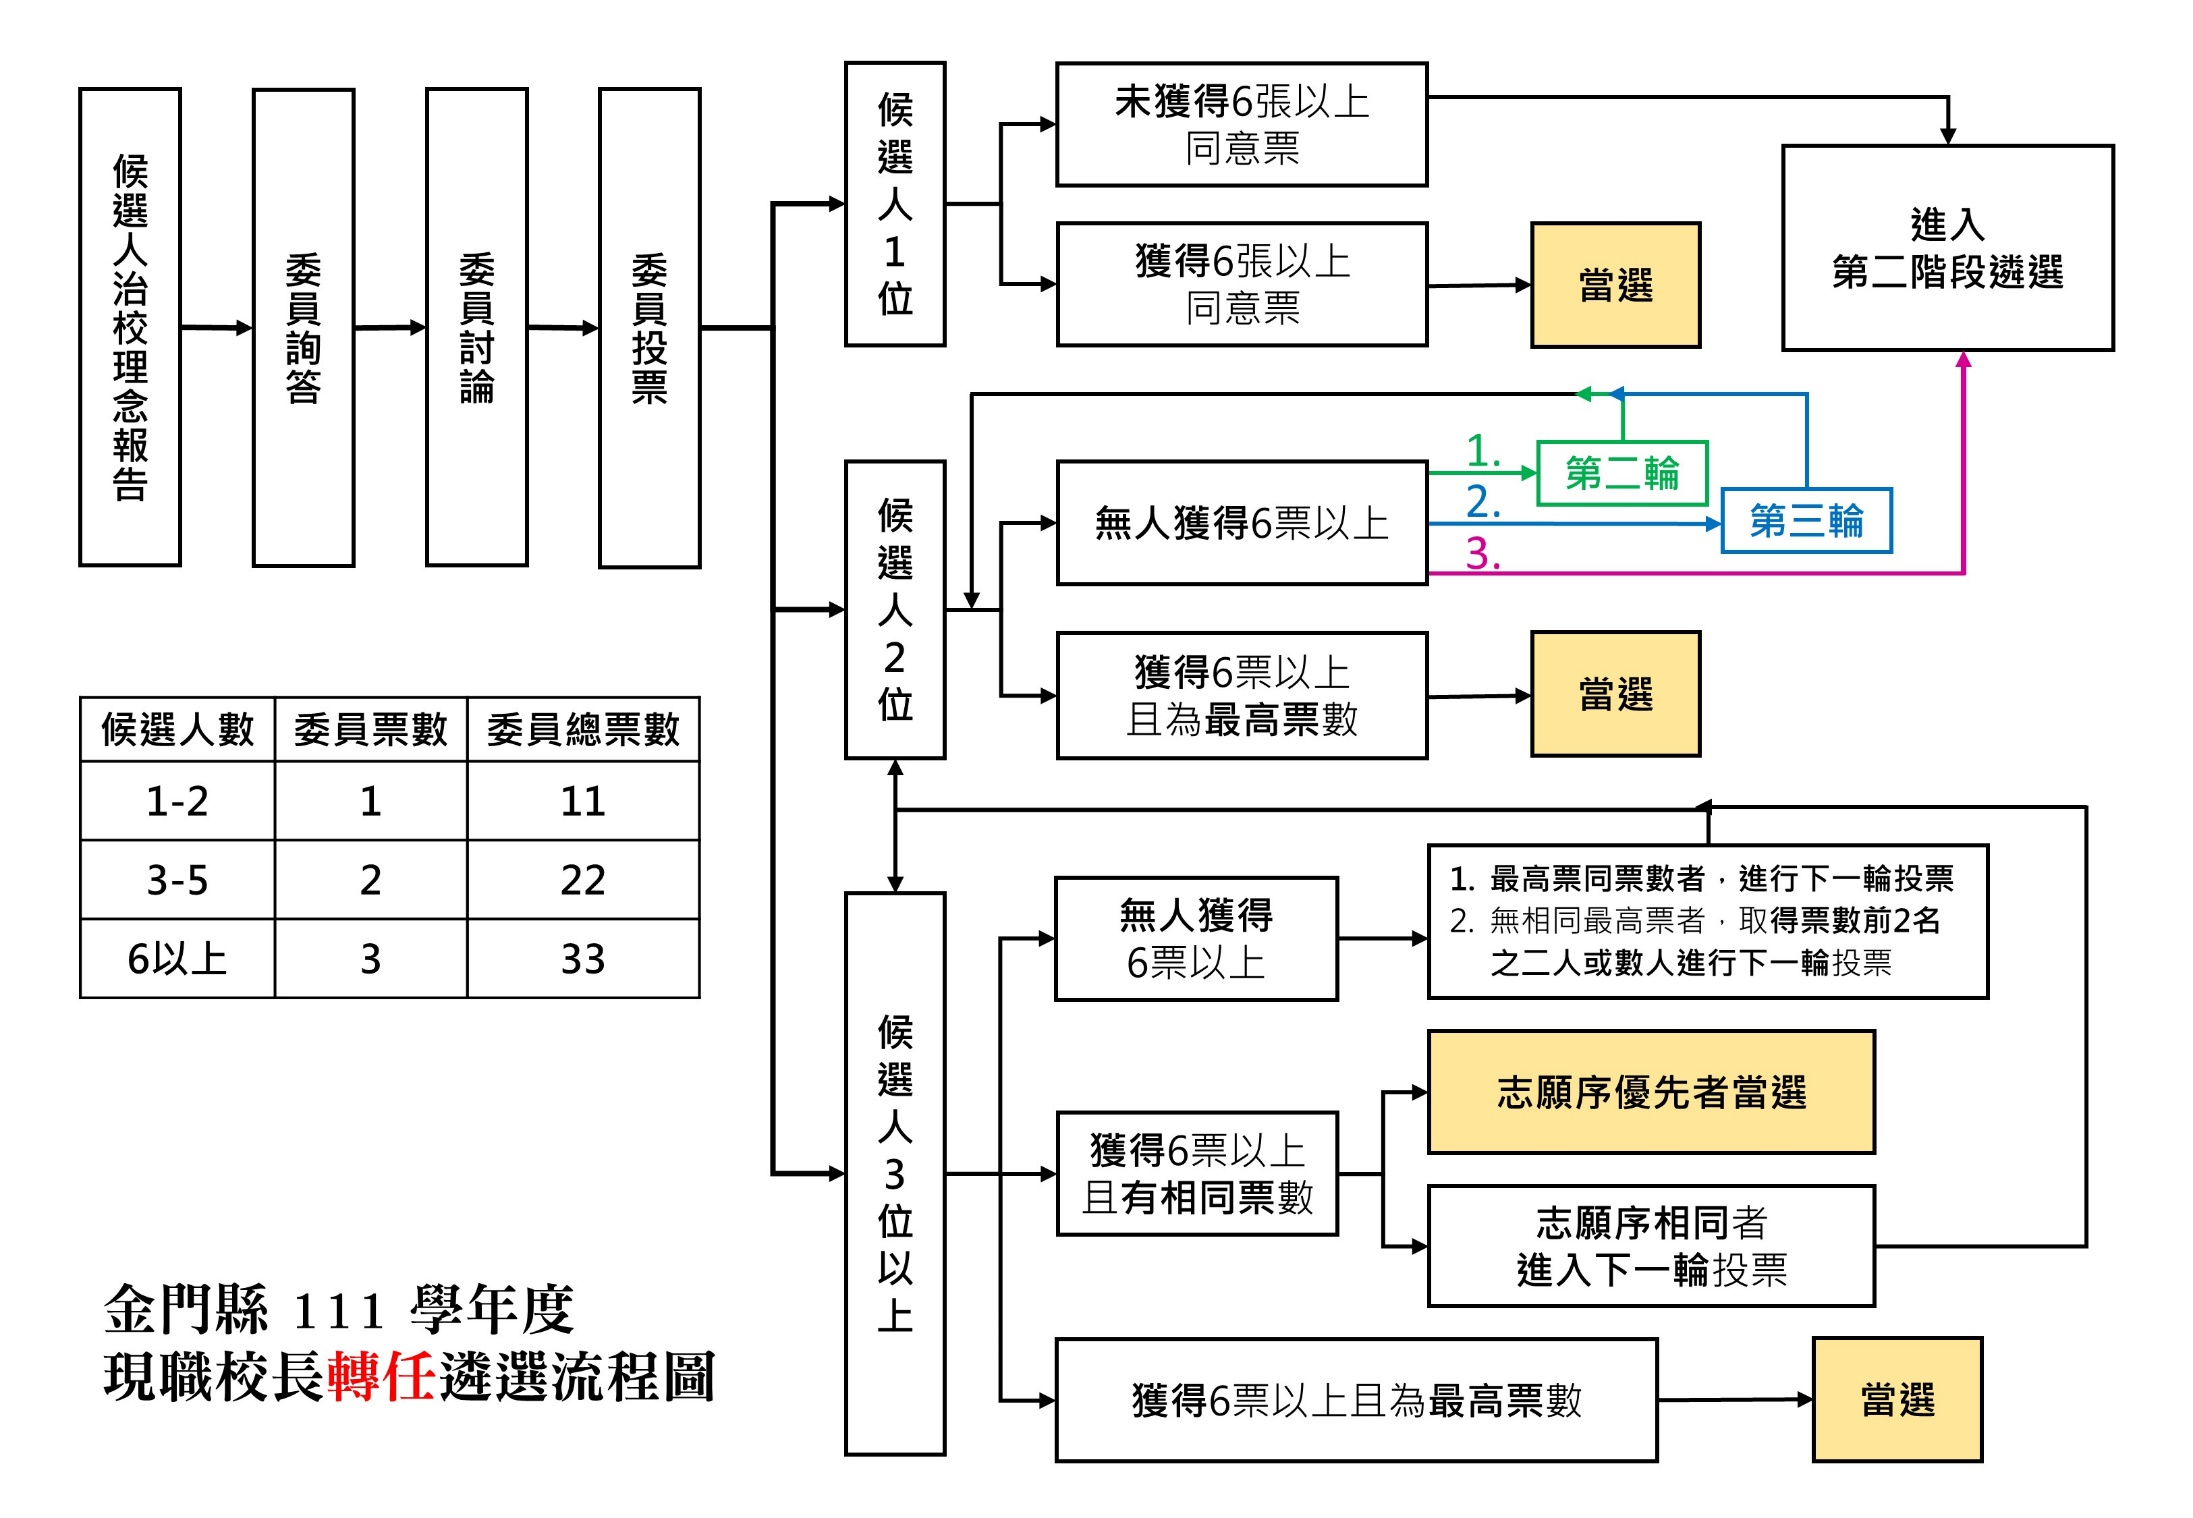 候選人治校理念報告
委員詢答
委員討論
委員投票
候選人1位
未獲得6張以上
同意票
獲得6張以上
同意票
當選
進入
第二階段遴選
候選人2位
無人獲得6票以上
1.
第二輪
2.
第三輪
3.
獲得6票以上
且為最高票數
當選
候選人數 委員票數 委員總票數
1-2 1 11
3-5 2 22
6以上 3 33
候選人3位以上
無人獲得
6票以上
1. 最高票同票數者，進行下一輪投票
2. 無相同最高票者，取得票數前2名
之二人或數人進行下一輪投票
獲得6票以上
且有相同票數
志願序優先者當選
志願序相同者
進入下一輪投票
獲得6票以上且為最高票數
當選
金門縣 111 學年度
現職校長轉任遴選流程圖